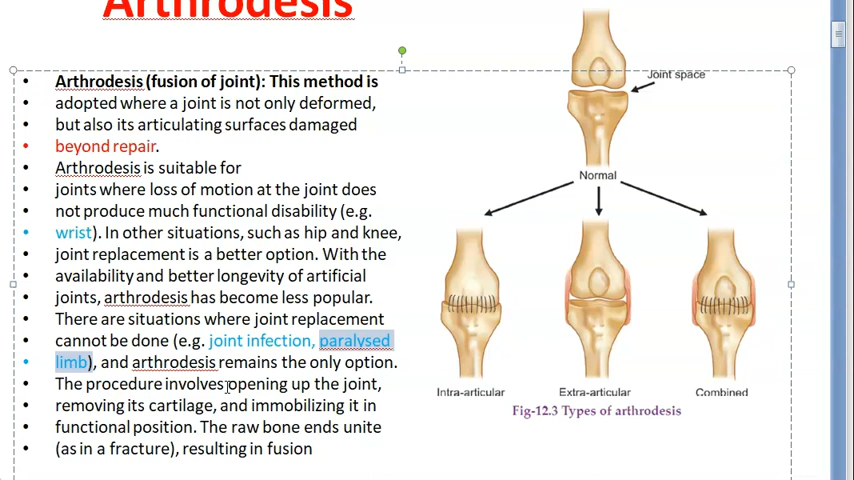 Arthrodesis
Arthrodesis (fusion of joint): This method is
adopted where a joint is not only deformed,
but also its articulating surfaces damaged
beyond repair.
Arthrodesis is suitable for
joints where loss of motion at the joint does
not produce much functional disability (e.g.
wrist). In other situations, such as hip and knee,
joint replacement is a better option. With the
availability and better longevity of artificial
joints, arthrodesis has become less popular.
There are situations where joint replacement
cannot be done (e.g. joint infection, paralysed
limb), and arthrodesis remains the only option.
The procedure involves opening up the joint,
removing its cartilage, and immobilizing it in
functional position. The raw bone ends unite
(as in a fracture), resulting in fusion
Joint space
Normal
Intra-articular
Extra-articular
Combined
Fig-12.3 Types of arthrodesis